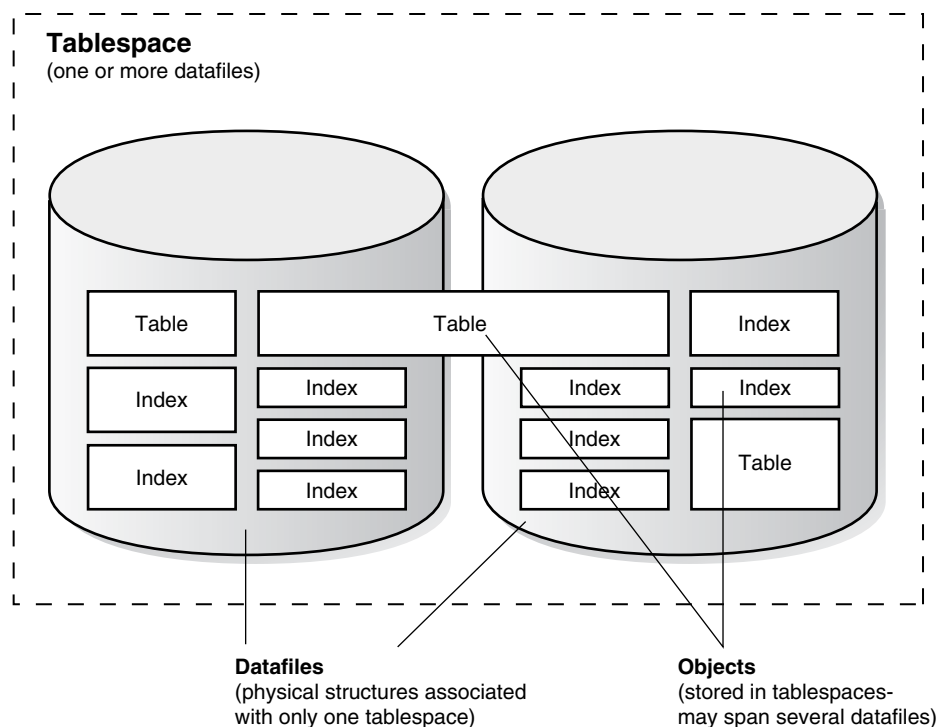 Tablespace
(one or more datafiles)
Table
Table
Index
Index
Index
Index
Index
Index
Index
Index
Index
Table
Index
Index
Datafiles
(physical structures associated
with only one tablespace)
Objects
(stored in tablespaces-
may span several datafiles)